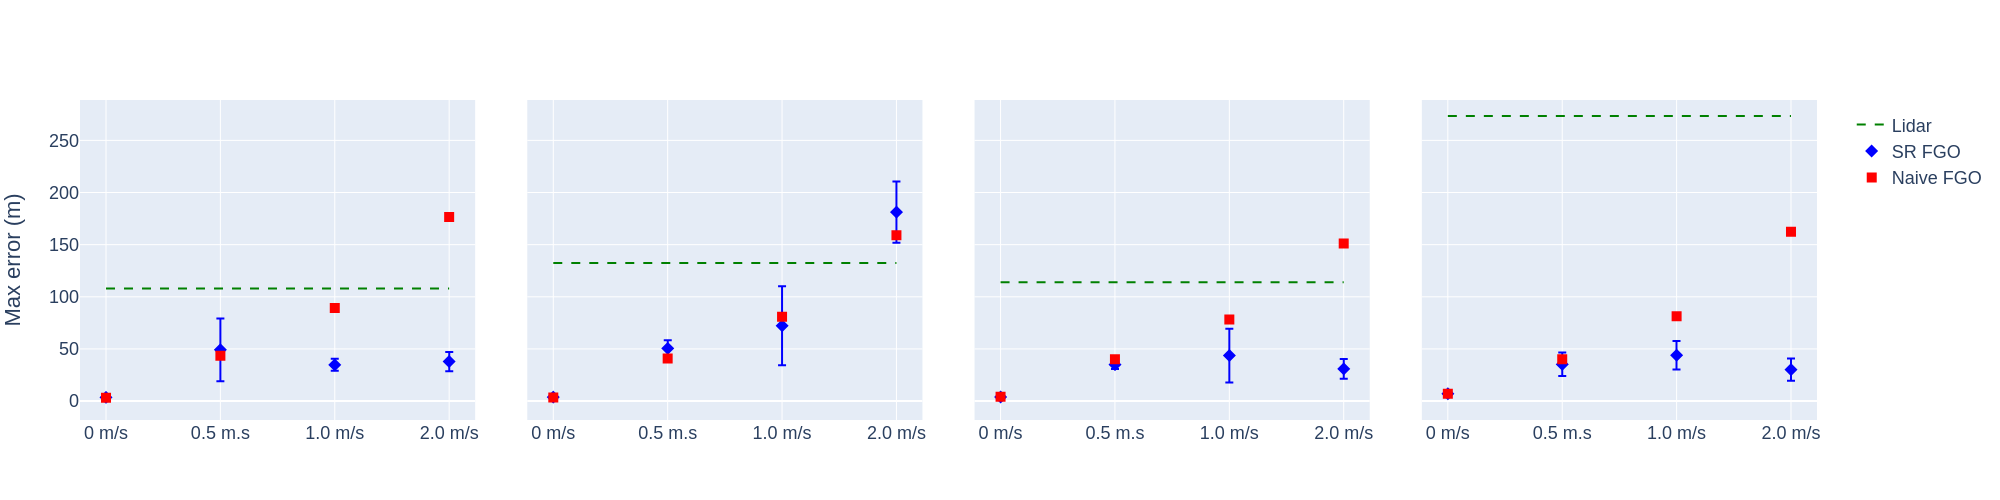 Max error (m)
250
200
150
100
50
0
0 m/s 0.5 m.s 1.0 m/s 2.0 m/s
0 m/s 0.5 m.s 1.0 m/s 2.0 m/s
0 m/s 0.5 m.s 1.0 m/s 2.0 m/s
0 m/s 0.5 m.s 1.0 m/s 2.0 m/s
Lidar
SR FGO
Naive FGO